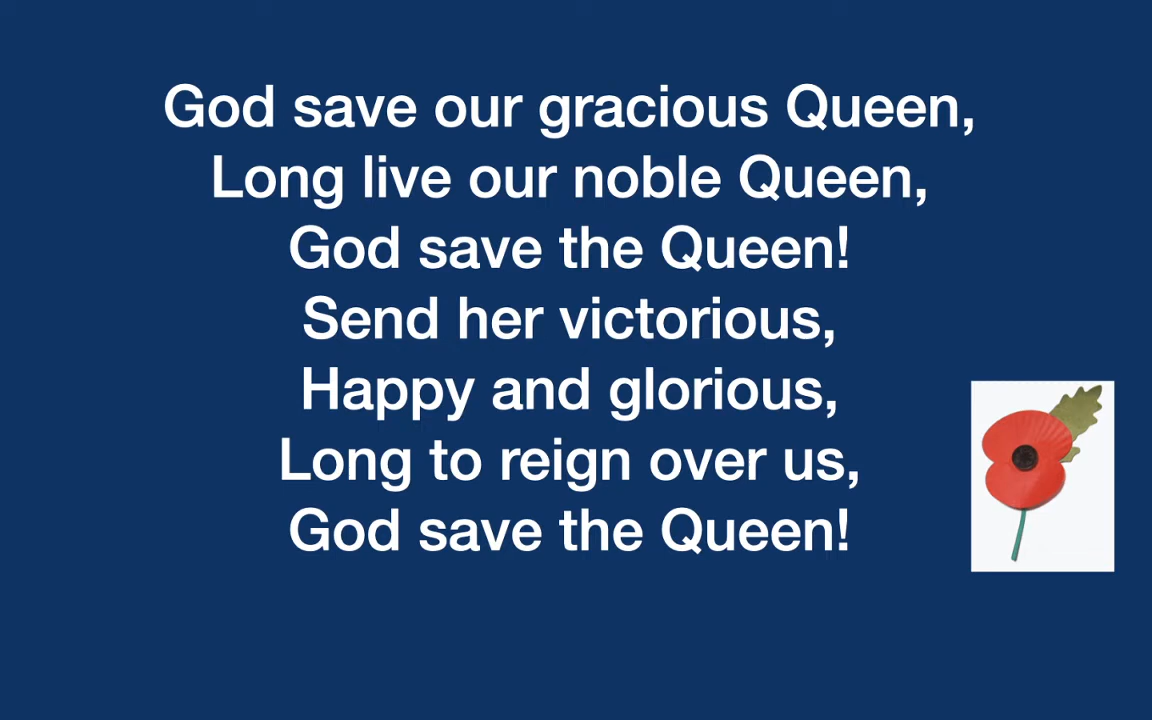 God save our gracious Queen,
Long live our noble Queen,
God save the Queen!
Send her victorious,
Happy and glorious,
Long to reign over us,
God save the Queen!